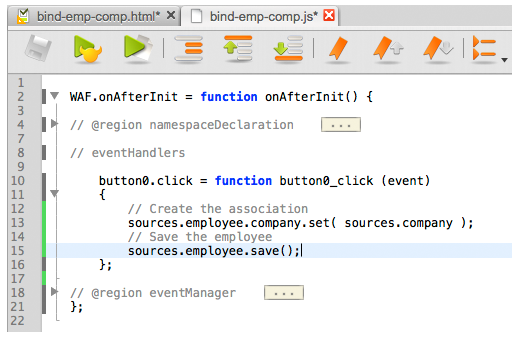 bind-emp-comp.html* bind-emp-comp.js*
1
2 WAF.onAfterInit = function onAfterInit() {
3
4 // @region namespaceDeclaration ...
7
8 // eventHandlers
9
10 button0.click = function button0_click (event)
11 {
12 // Create the association
13 sources.employee.company.set( sources.company );
14 // Save the employee
15 sources.employee.save();
16 };
17
18 // @region eventManager ...
21 };
22